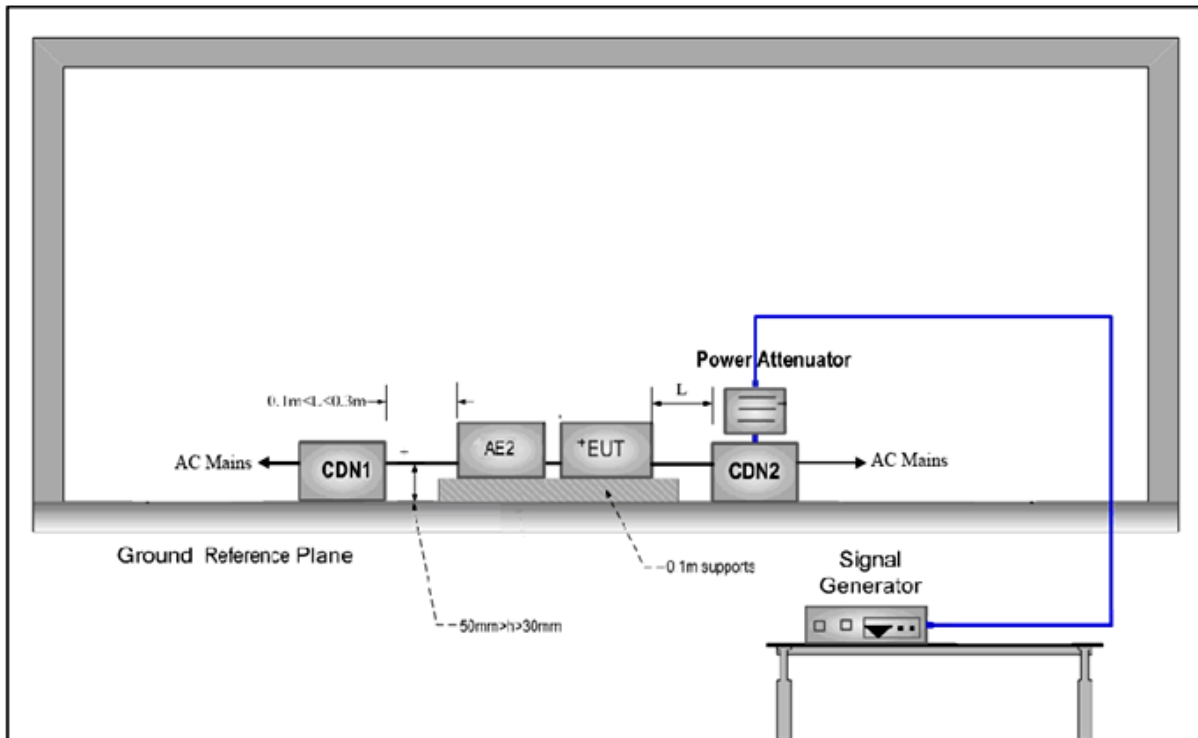 Power Attenuator
0.1m<L<0.3m
L
AE2
+EUT
AC Mains
CDN1
CDN2
AC Mains
Ground Reference Plane
0 1m supports
Signal
Generator
50mm>h>30mm